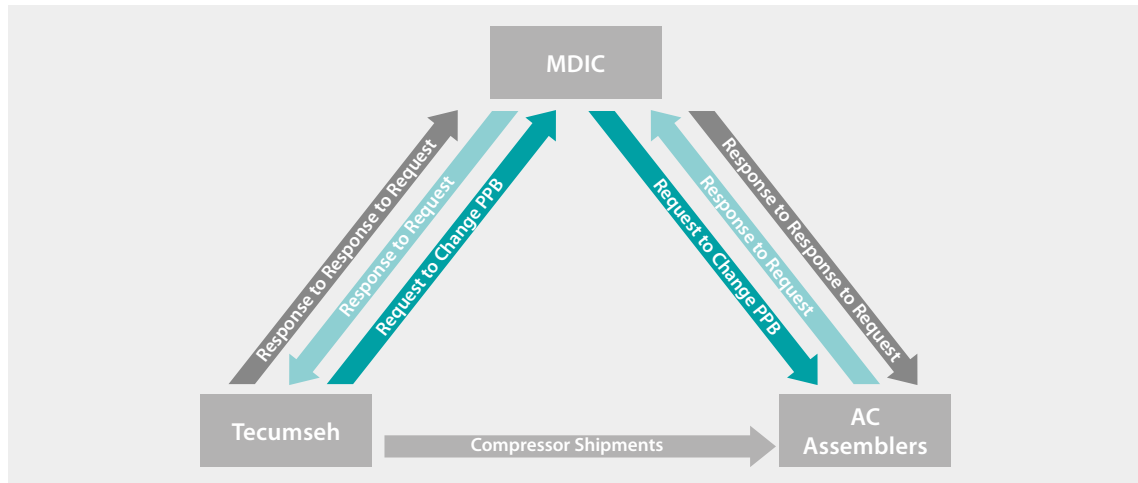 MDIC
Response to Response to Request
Response to Request
Request to Change PPB
Request to Change PPB
Response to Request
Response to Response to Request
Tecumseh
Compressor Shipments
AC
Assemblers